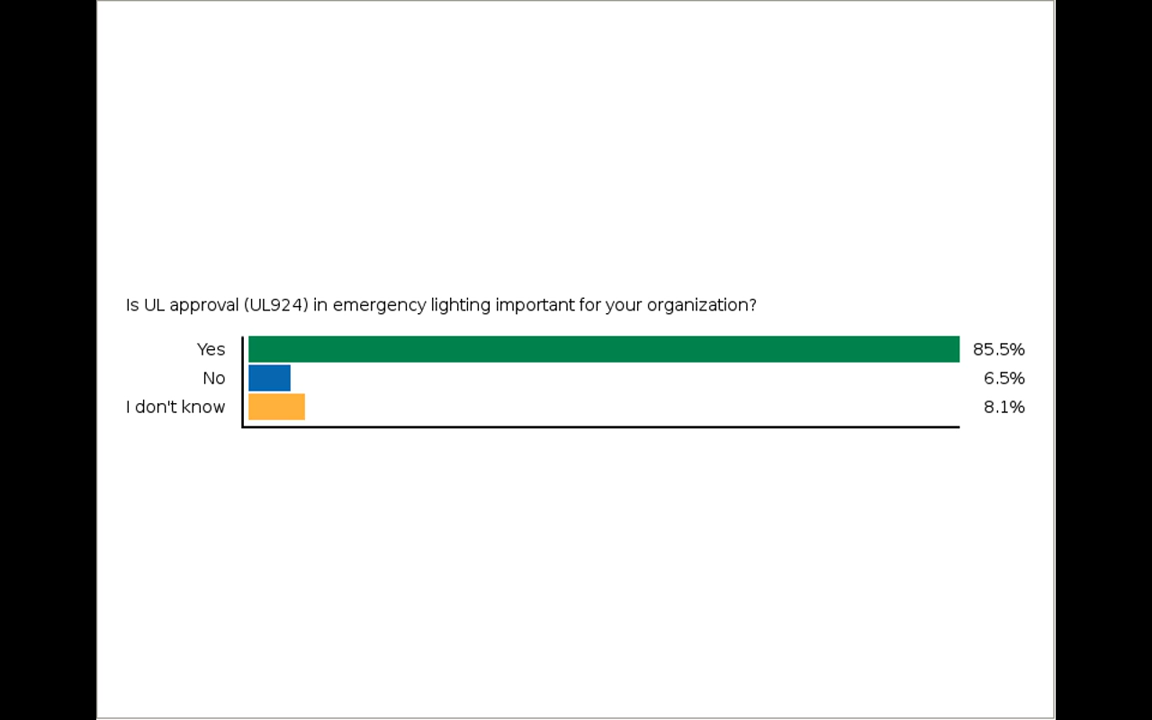 Is UL approval (UL924) in emergency lighting important for your organization?
Yes 85.5%
No 6.5%
I don't know 8.1%